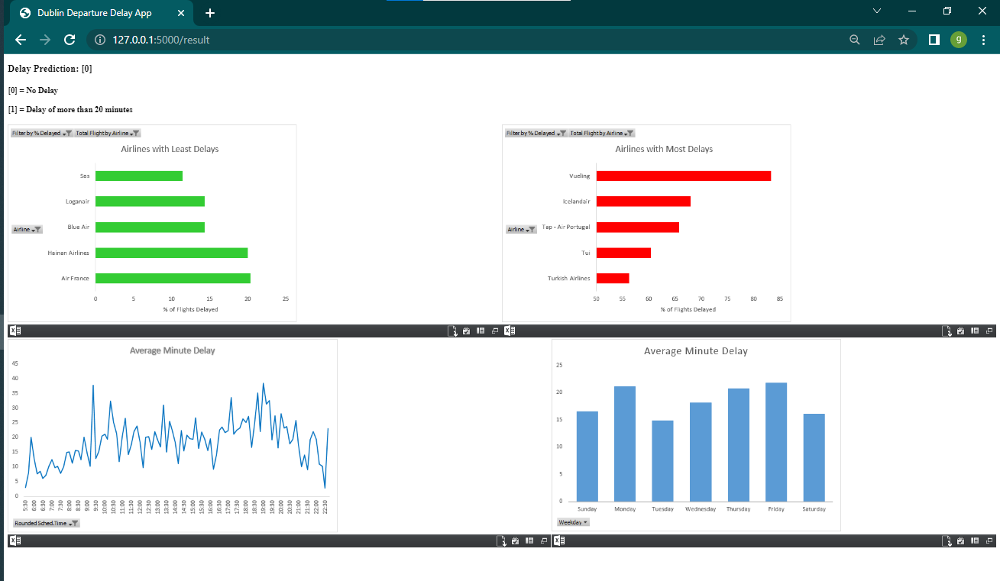 Dublin Departure Delay App
127.0.0.1:5000/result
g
Delay Prediction: [0]
[0] = No Delay
[1] = Delay of more than 20 minutes
Filter by % Delayed Total Flight by Airline
Airlines with Least Delays
Sas
Loganair
Blue Air
Hainan Airlines
Air France
Airline
0 5 10 15 20 25
% of Flights Delayed
Filter by % Delayed Total Flight by Airline
Airlines with Most Delays
Vueling
Icelandair
Tap - Air Portugal
Tui
Turkish Airlines
Airline
50 55 60 65 70 75 80 85
% of Flights Delayed
Average Minute Delay
45
40
35
30
25
20
15
10
5
0
5:30 6:00 6:30 7:00 7:30 8:00 8:30 9:00 9:30 10:00 10:30 11:00 11:30 12:00 12:30 13:00 13:30 14:00 14:30 15:00 15:30 16:00 16:30 17:00 17:30 18:00 18:30 19:00 19:30 20:00 20:30 21:00 21:30 22:00 22:30
Rounded Sched.Time
Average Minute Delay
25
20
15
10
5
0
Sunday Monday Tuesday Wednesday Thursday Friday Saturday
Weekday